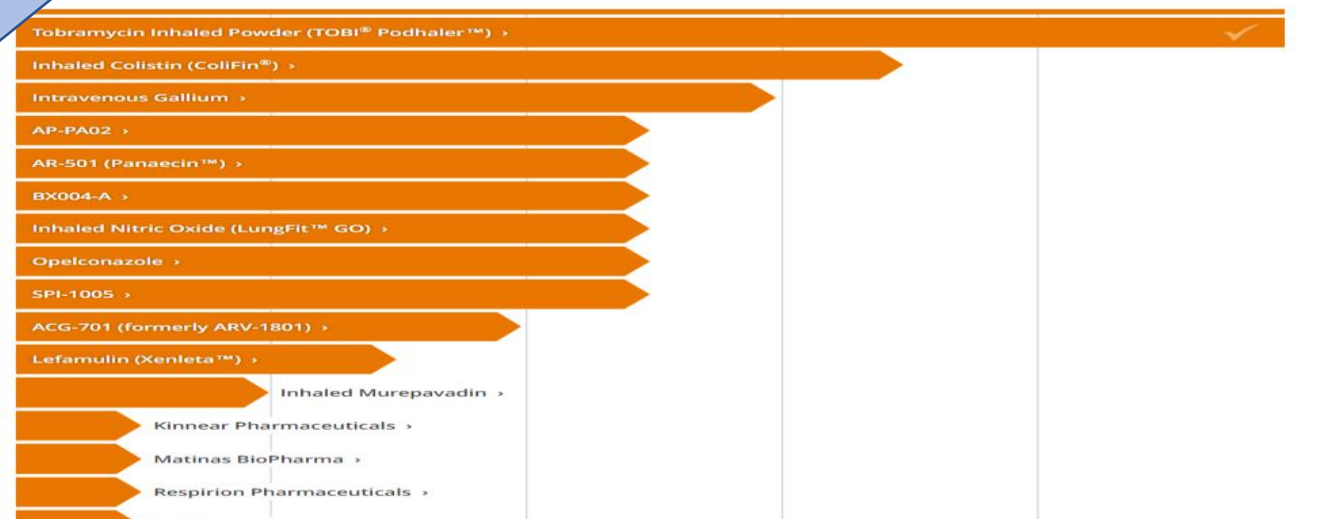 Tobramycin Inhaled Powder (TOBI® Podhaler™) ›
Inhaled Colistin (ColiFin®) ›
Intravenous Gallium ›
AP-PA02 ›
AR-501 (Panaecin™) ›
BX004-A ›
Inhaled Nitric Oxide (LungFit™ GO) ›
Opelconazole ›
SPI-1005 ›
ACG-701 (formerly ARV-1801) ›
Lefamulin (Xenleta™) ›
Inhaled Murepavadin ›
Kinnear Pharmaceuticals ›
Matinas BioPharma ›
Respirion Pharmaceuticals ›